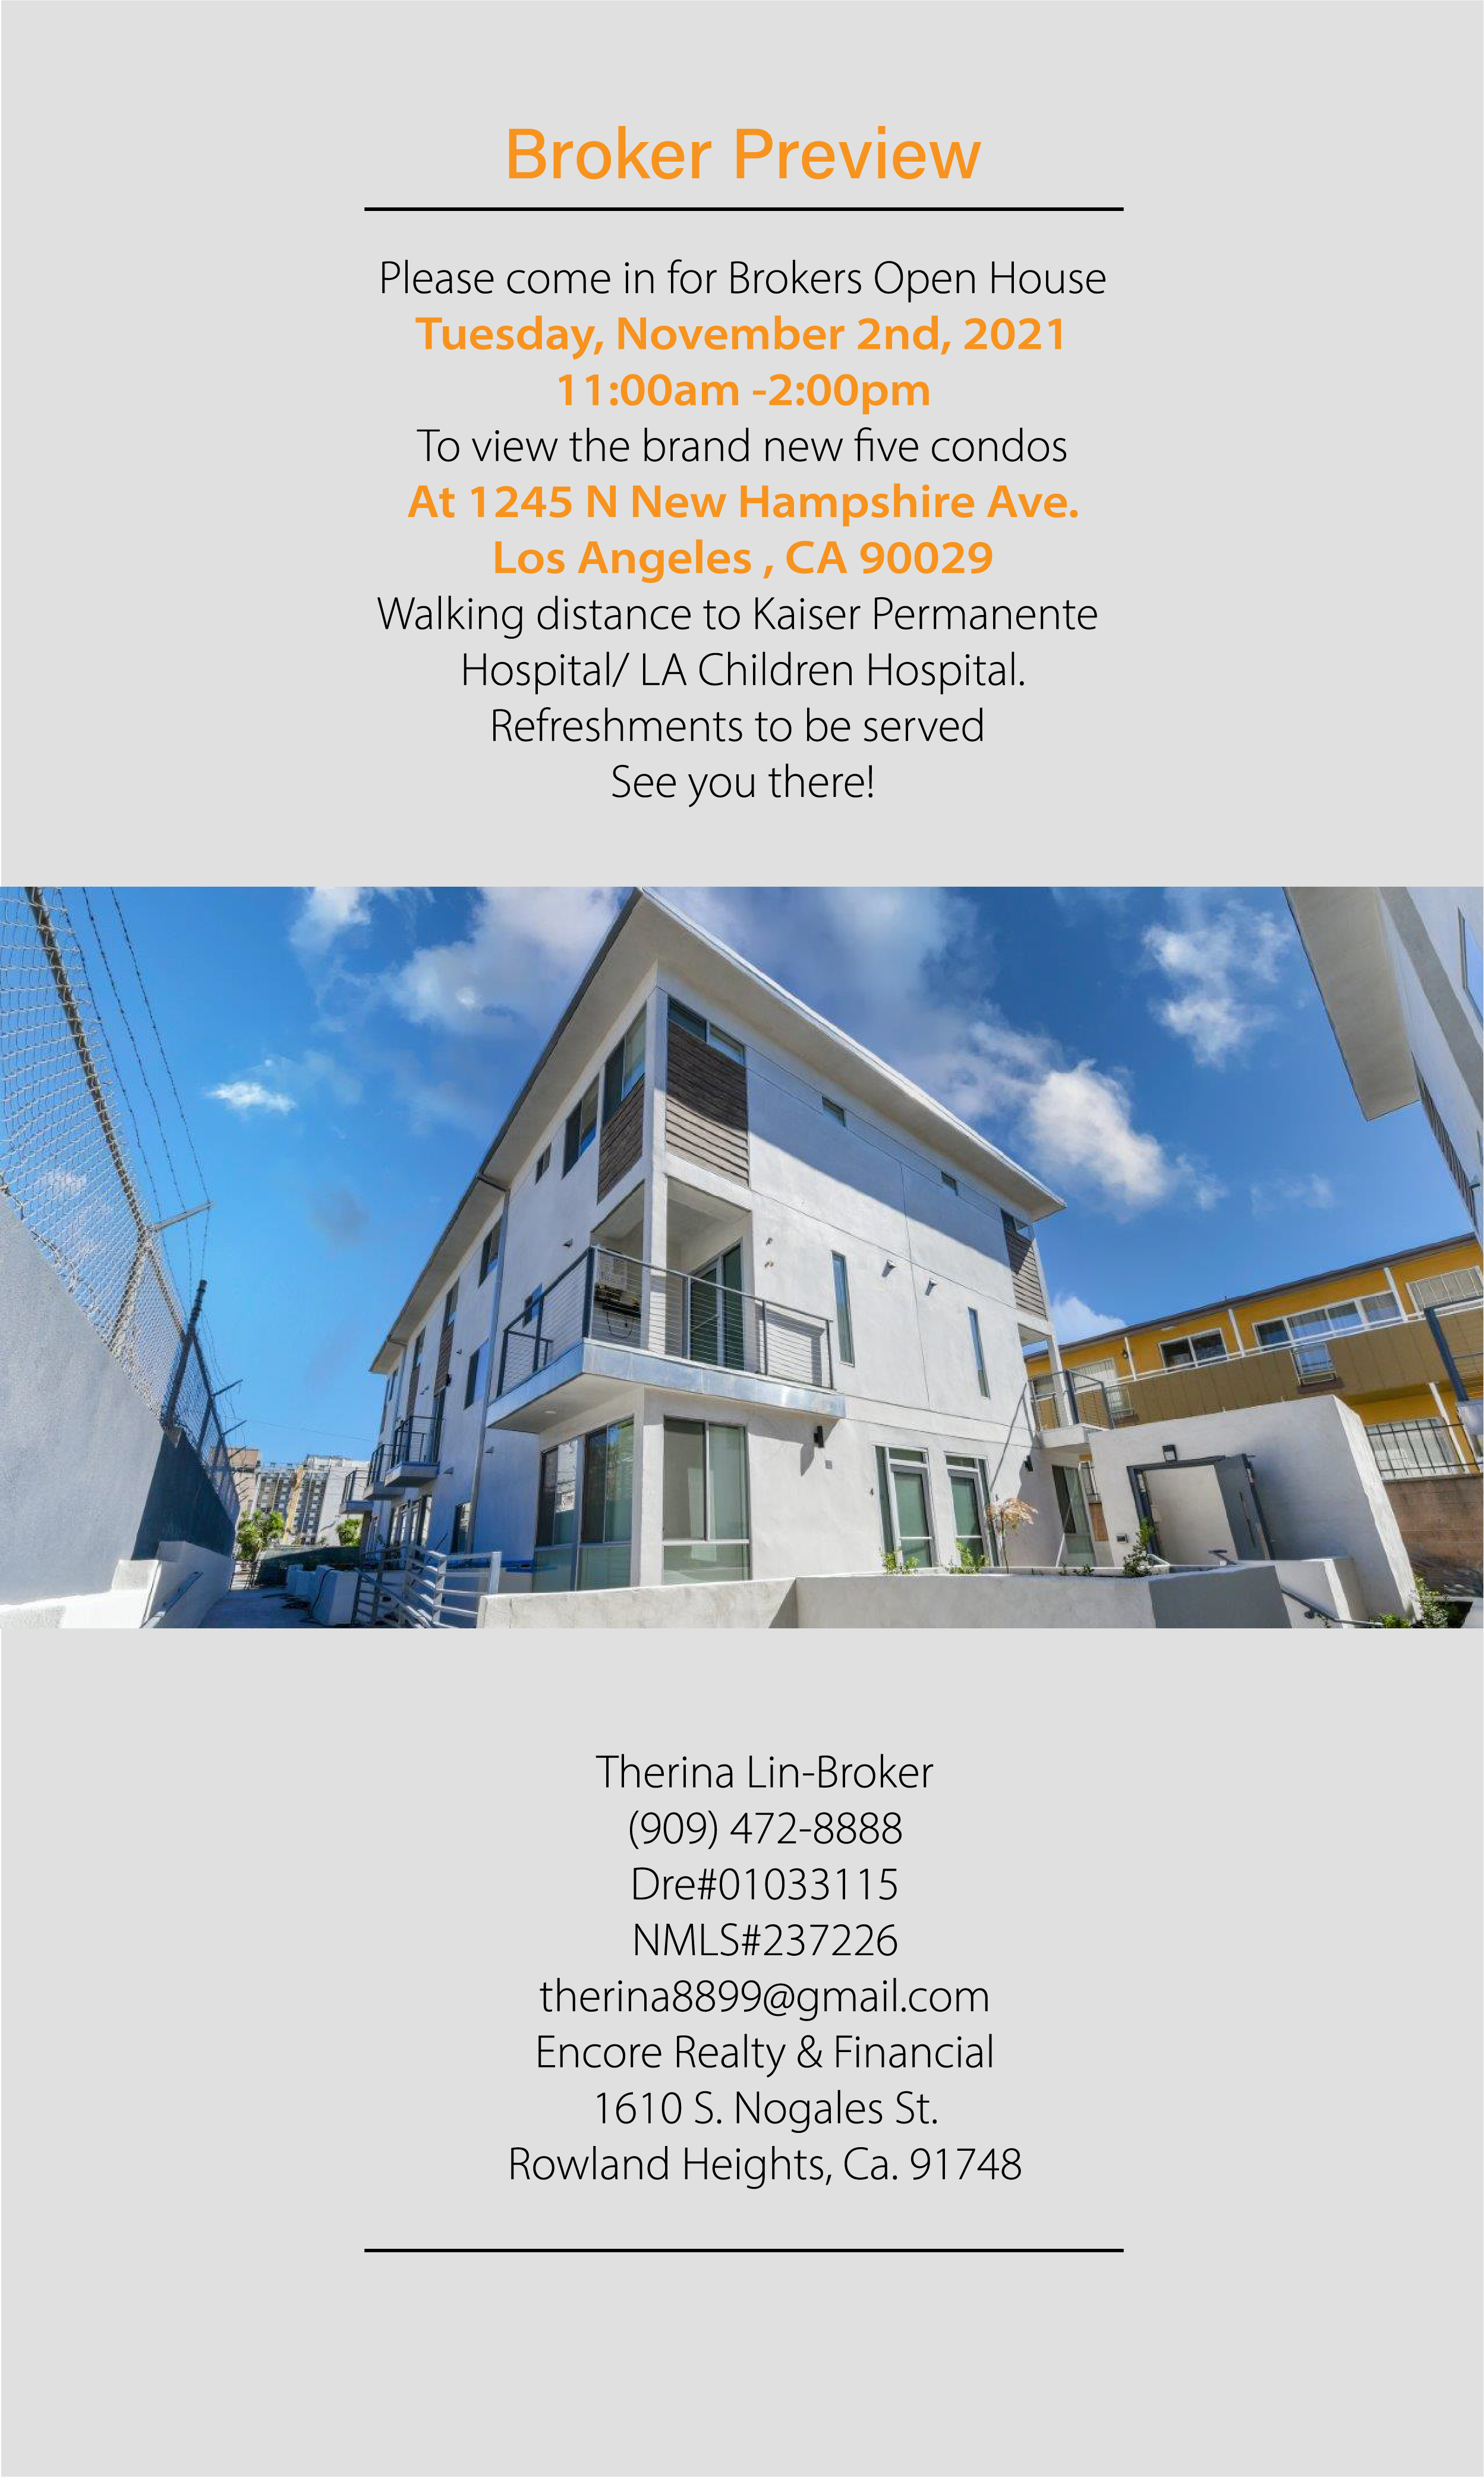 Broker Preview
Please come in for Brokers Open House
Tuesday, November 2nd, 2021
11:00am -2:00pm
To view the brand new five condos
At 1245 N New Hampshire Ave.
Los Angeles , CA 90029
Walking distance to Kaiser Permanente
Hospital/ LA Children Hospital.
Refreshments to be served
See you there!
4
Therina Lin-Broker
(909) 472-8888
Dre#01033115
NMLS#237226
therina8899@gmail.com
Encore Realty & Financial
1610 S. Nogales St.
Rowland Heights, Ca. 91748